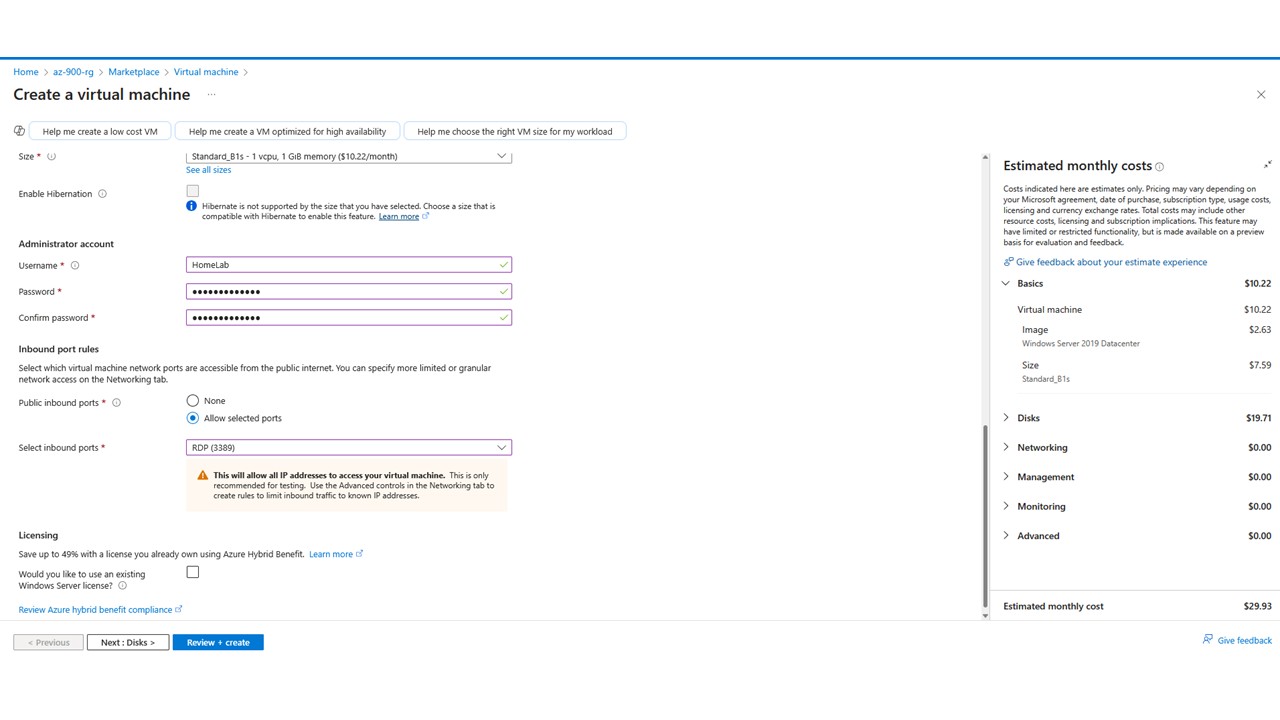 Home > az-900-rg > Marketplace > Virtual machine >
Create a virtual machine ...
Help me create a low cost VM
Help me create a VM optimized for high availability
Help me choose the right VM size for my workload
Size *
Standard_B1s - 1 vcpu, 1 GiB memory ($10.22/month)
See all sizes
Enable Hibernation
Hibernate is not supported by the size that you have selected. Choose a size that is
compatible with Hibernate to enable this feature. Learn more
Administrator account
Username *
HomeLab
Password *
•••••••••••••
Confirm password *
•••••••••••••
Inbound port rules
Select which virtual machine network ports are accessible from the public internet. You can specify more limited or granular
network access on the Networking tab.
Public inbound ports *
None
Allow selected ports
Select inbound ports *
RDP (3389)
This will allow all IP addresses to access your virtual machine. This is only
recommended for testing. Use the Advanced controls in the Networking tab to
create rules to limit inbound traffic to known IP addresses.
Licensing
Save up to 49% with a license you already own using Azure Hybrid Benefit. Learn more
Would you like to use an existing
Windows Server license?
Review Azure hybrid benefit compliance
< Previous
Next : Disks >
Review + create
Estimated monthly costs
Costs indicated here are estimates only. Pricing may vary depending on
your Microsoft agreement, date of purchase, subscription type, usage costs,
licensing and currency exchange rates. Total costs may include other
resource costs, licensing and subscription implications. This feature may
have limited or restricted functionality, but is made available on a preview
basis for evaluation and feedback.
Give feedback about your estimate experience
Basics $10.22
Virtual machine $10.22
Image $2.63
Windows Server 2019 Datacenter
Size $7.59
Standard_B1s
Disks $19.71
Networking $0.00
Management $0.00
Monitoring $0.00
Advanced $0.00
Estimated monthly cost $29.93
Give feedback